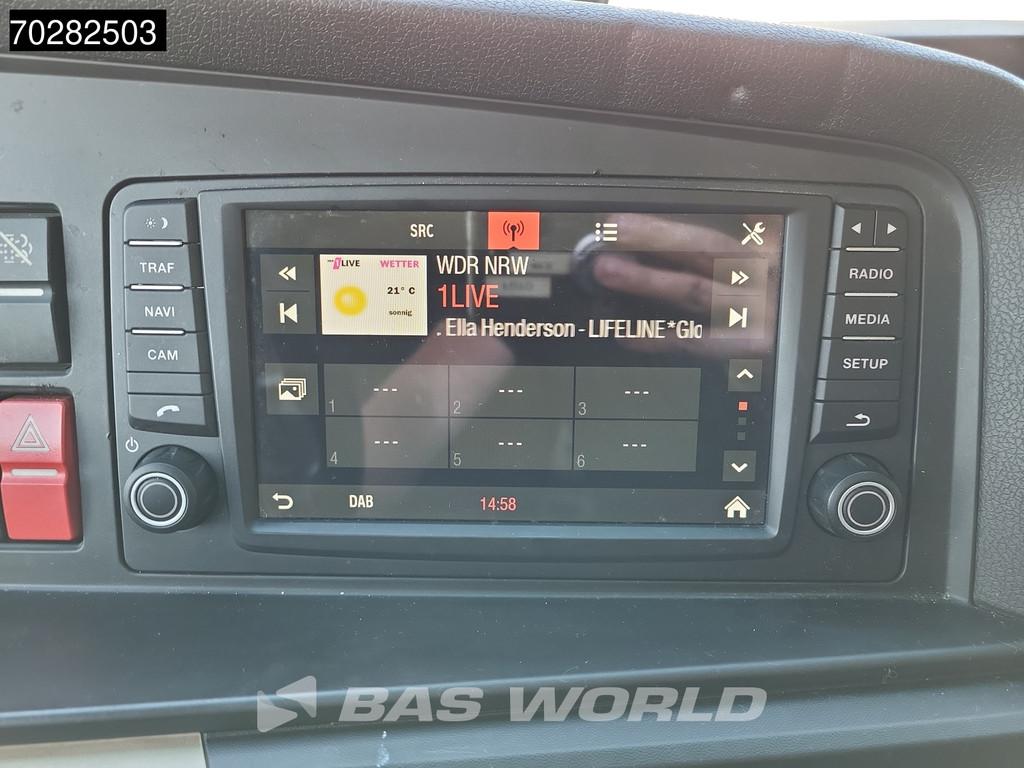 70282503
SRC
TRAF
NAVI
CAM
1LIVE WETTER
21° C
sonnig
WDR NRW
1LIVE
. Ella Henderson - LIFELINE*Glo
RADIO
MEDIA
SETUP
--- --- ---
1 2 3
--- --- ---
4 5 6
DAB 14:58
BAS WORLD